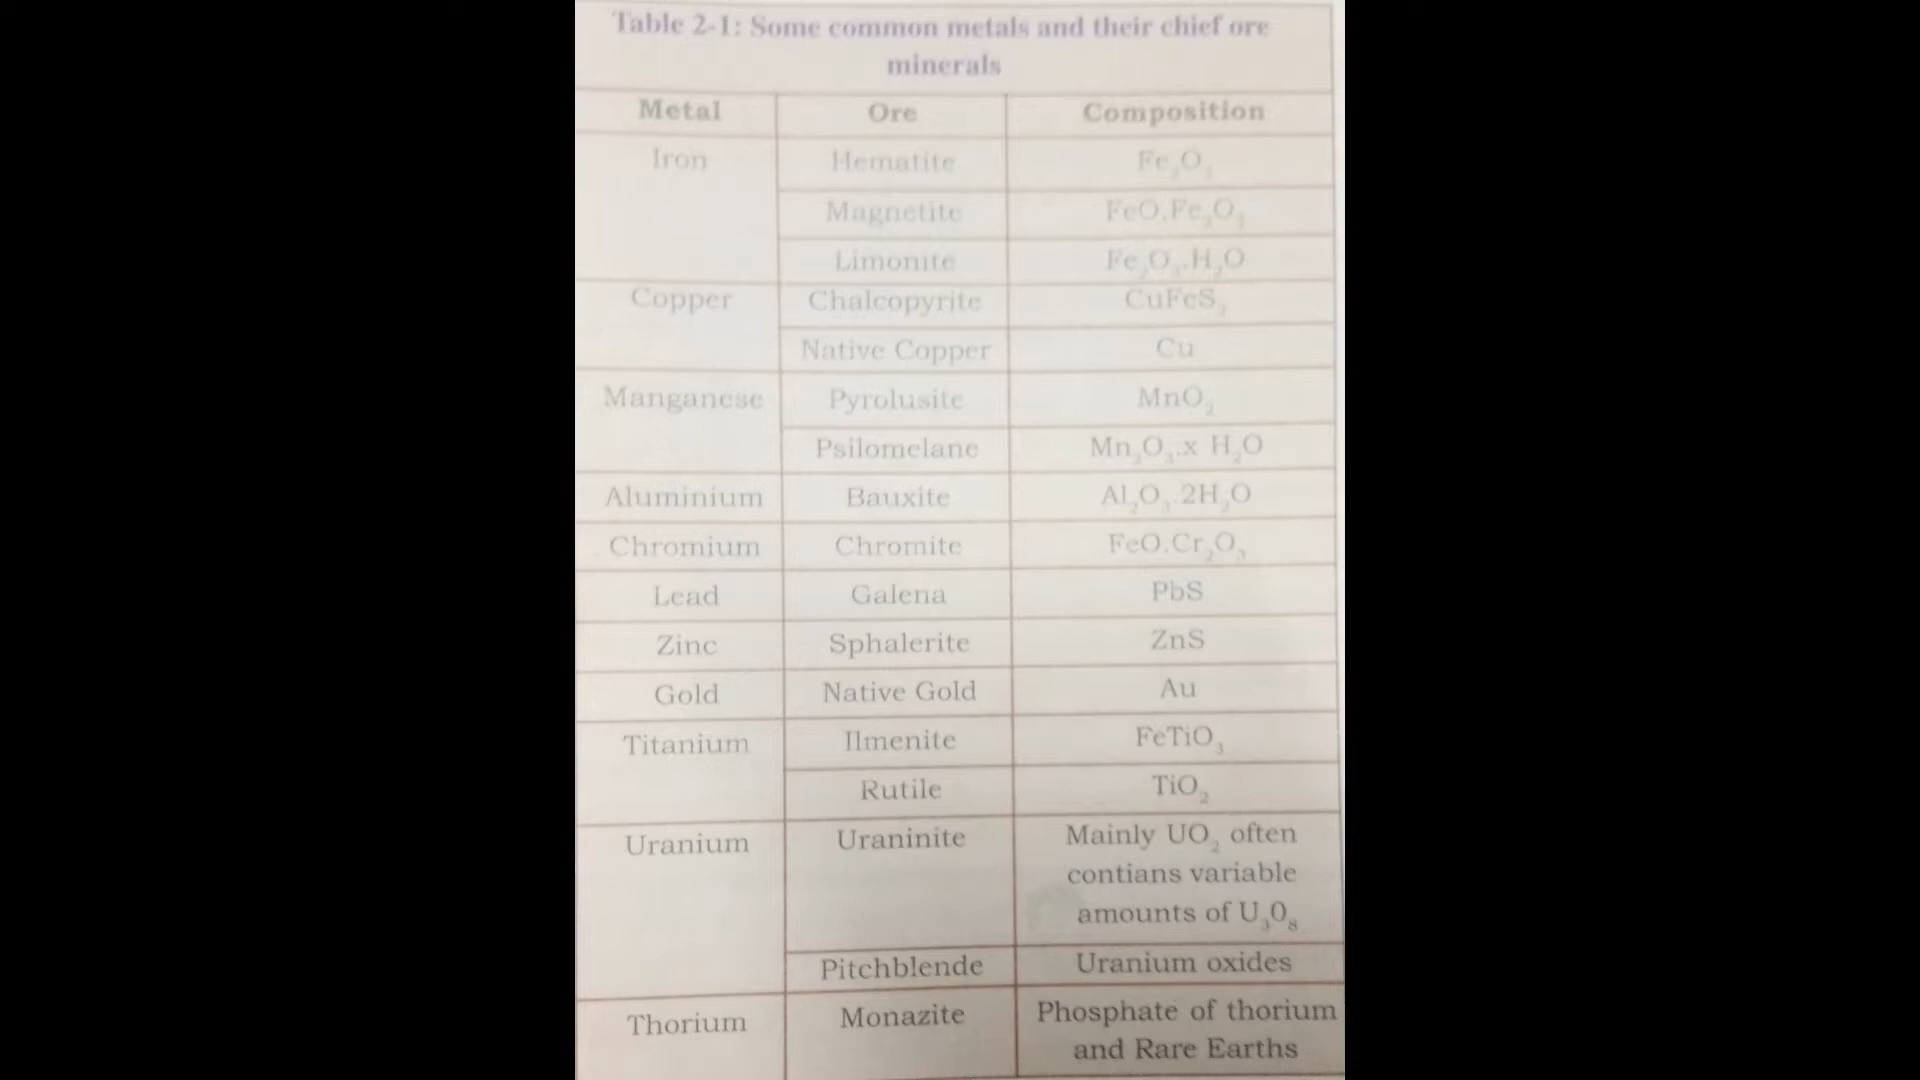 Table 2-1: Some common metals and their chief ore
minerals
Metal Ore Composition
Iron Hematite Fe₂O₃
Magnetite FeO.Fe₂O₃
Limonite Fe₂O₃.H₂O
Copper Chalcopyrite CuFeS₂
Native Copper Cu
Manganese Pyrolusite MnO₂
Psilomelane Mn₂O₃.x H₂O
Aluminium Bauxite Al₂O₃.2H₂O
Chromium Chromite FeO.Cr₂O₃
Lead Galena PbS
Zinc Sphalerite ZnS
Gold Native Gold Au
Titanium Ilmenite FeTiO₃
Rutile TiO₂
Uranium Uraninite Mainly UO₂ often
contians variable
amounts of U₃0₈
Pitchblende Uranium oxides
Thorium Monazite Phosphate of thorium
and Rare Earths